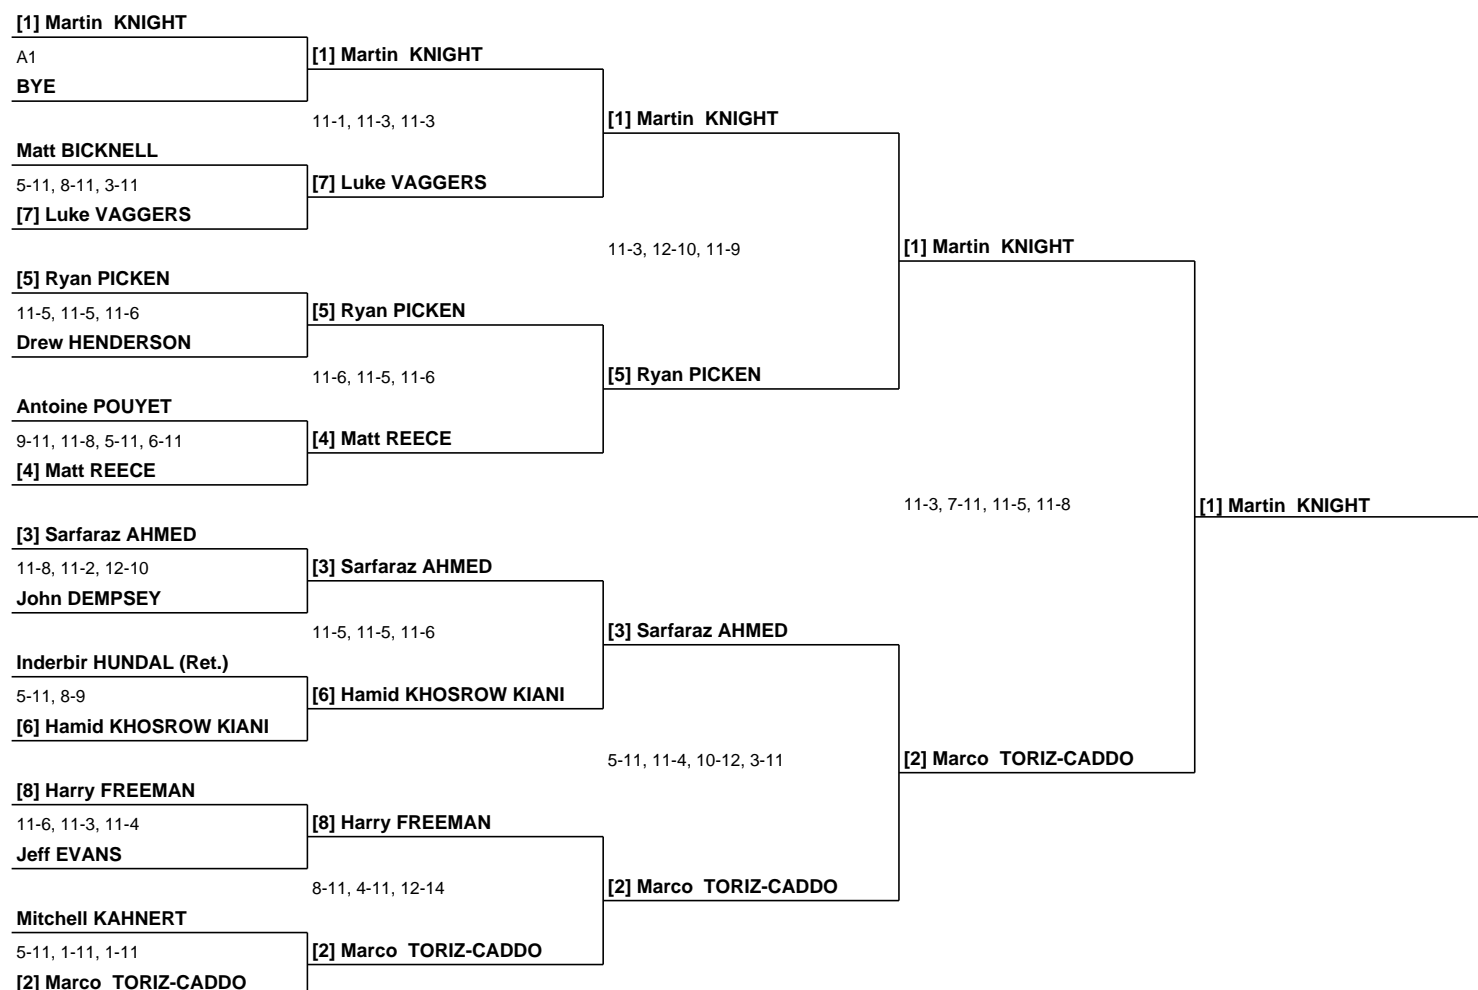 [1] Martin  KNIGHT
A1
BYE
[1] Martin  KNIGHT
11-1, 11-3, 11-3
[1] Martin  KNIGHT
Matt BICKNELL
5-11, 8-11, 3-11
[7] Luke VAGGERS
[7] Luke VAGGERS
11-3, 12-10, 11-9
[1] Martin  KNIGHT
[5] Ryan PICKEN
11-5, 11-5, 11-6
Drew HENDERSON
[5] Ryan PICKEN
11-6, 11-5, 11-6
[5] Ryan PICKEN
Antoine POUYET
9-11, 11-8, 5-11, 6-11
[4] Matt REECE
[4] Matt REECE
11-3, 7-11, 11-5, 11-8
[1] Martin  KNIGHT
[3] Sarfaraz AHMED
11-8, 11-2, 12-10
John DEMPSEY
[3] Sarfaraz AHMED
11-5, 11-5, 11-6
[3] Sarfaraz AHMED
Inderbir HUNDAL (Ret.)
5-11, 8-9
[6] Hamid KHOSROW KIANI
[6] Hamid KHOSROW KIANI
5-11, 11-4, 10-12, 3-11
[2] Marco  TORIZ-CADDO
[8] Harry FREEMAN
11-6, 11-3, 11-4
Jeff EVANS
[8] Harry FREEMAN
8-11, 4-11, 12-14
[2] Marco  TORIZ-CADDO
Mitchell KAHNERT
5-11, 1-11, 1-11
[2] Marco  TORIZ-CADDO
[2] Marco  TORIZ-CADDO